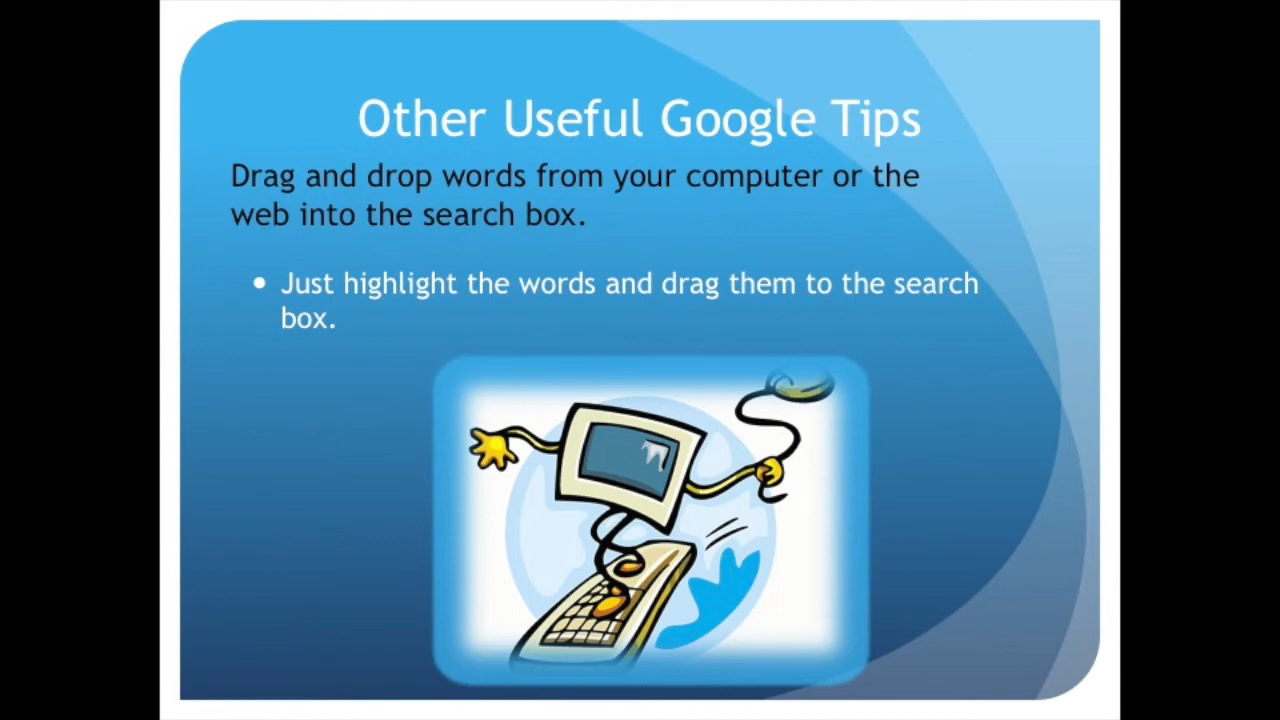 Other Useful Google Tips
Drag and drop words from your computer or the
web into the search box.
• Just highlight the words and drag them to the search
box.